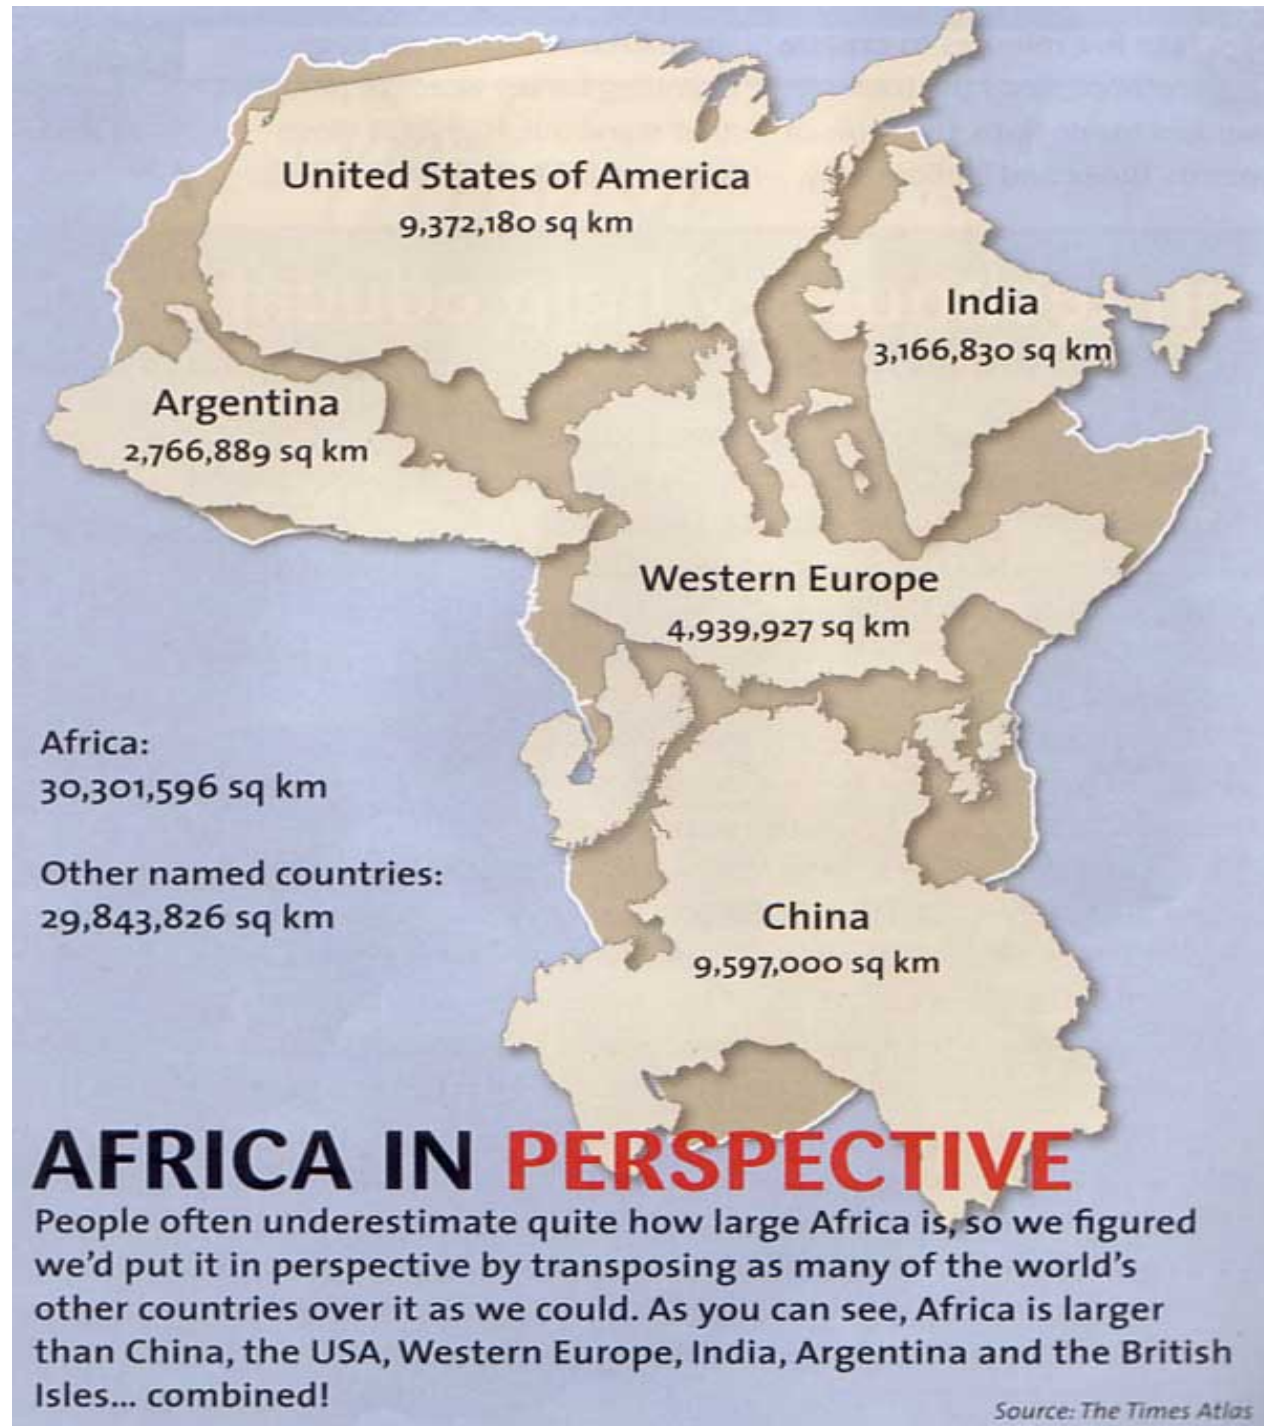 United States of America
9,372,180 sq km
India
3,166,830 sq km
Argentina
2,766,889 sq km
Western Europe
4,939,927 sq km
Africa:
30,301,596 sq km
Other named countries:
29,843,826 sq km
China
9,597,000 sq km
AFRICA IN PERSPECTIVE
People often underestimate quite how large Africa is, so we figured
we'd put it in perspective by transposing as many of the world's
other countries over it as we could. As you can see, Africa is larger
than China, the USA, Western Europe, India, Argentina and the British
Isles... combined!
Source: The Times Atlas